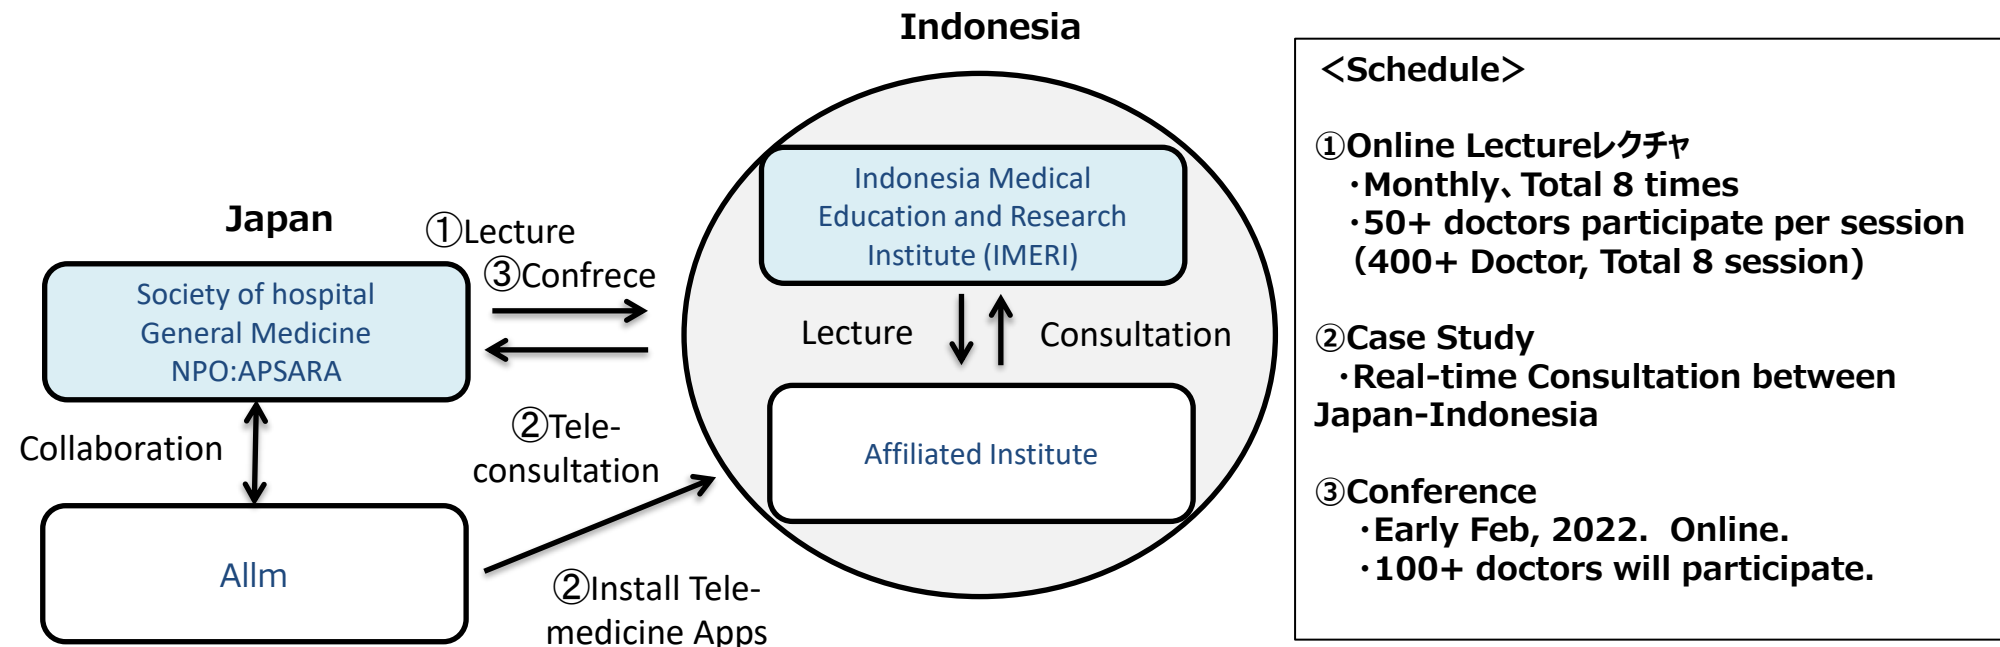 Indonesia
Japan
①Lecture
③Confrece
Society of hospital
General Medicine
NPO:APSARA
Collaboration
Allm
②Tele-
consultation
②Install Tele-
medicine Apps
Indonesia Medical
Education and Research
Institute (IMERI)
Lecture
Consultation
Affiliated Institute
<Schedule>
①Online Lectureレクチャ
・Monthly、Total 8 times
・50+ doctors participate per session
(400+ Doctor, Total 8 session)
②Case Study
・Real-time Consultation between
Japan-Indonesia
③Conference
・Early Feb, 2022. Online.
・100+ doctors will participate.